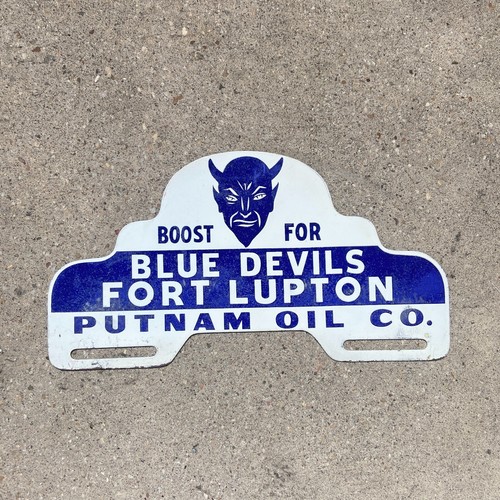 BOOST FOR
BLUE DEVILS
FORT LUPTON
PUTNAM OIL CO.